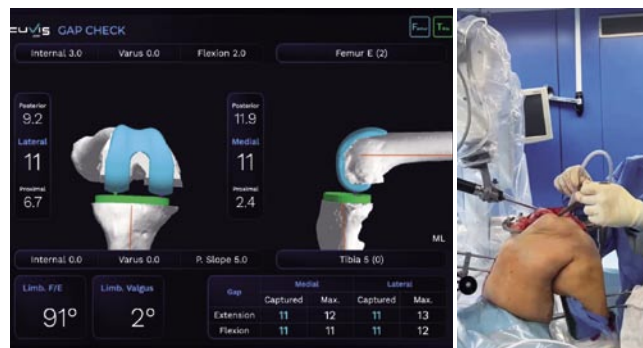 cuvis GAP CHECK
Internal 3.0 Varus 0.0 Flexion 2.0 Femur E (2)
Posterior
9.2
Lateral
11
Proximal
6.7
Posterior
11.9
Medial
11
Proximal
2.4
ML
Internal 0.0 Varus 0.0 P. Slope 5.0 Tibia 5 (0)
Limb. F/E
91°
Limb. Valgus
2°
Gap Medial Lateral
Captured Max. Captured Max.
Extension 11 12 11 13
Flexion 11 11 11 12